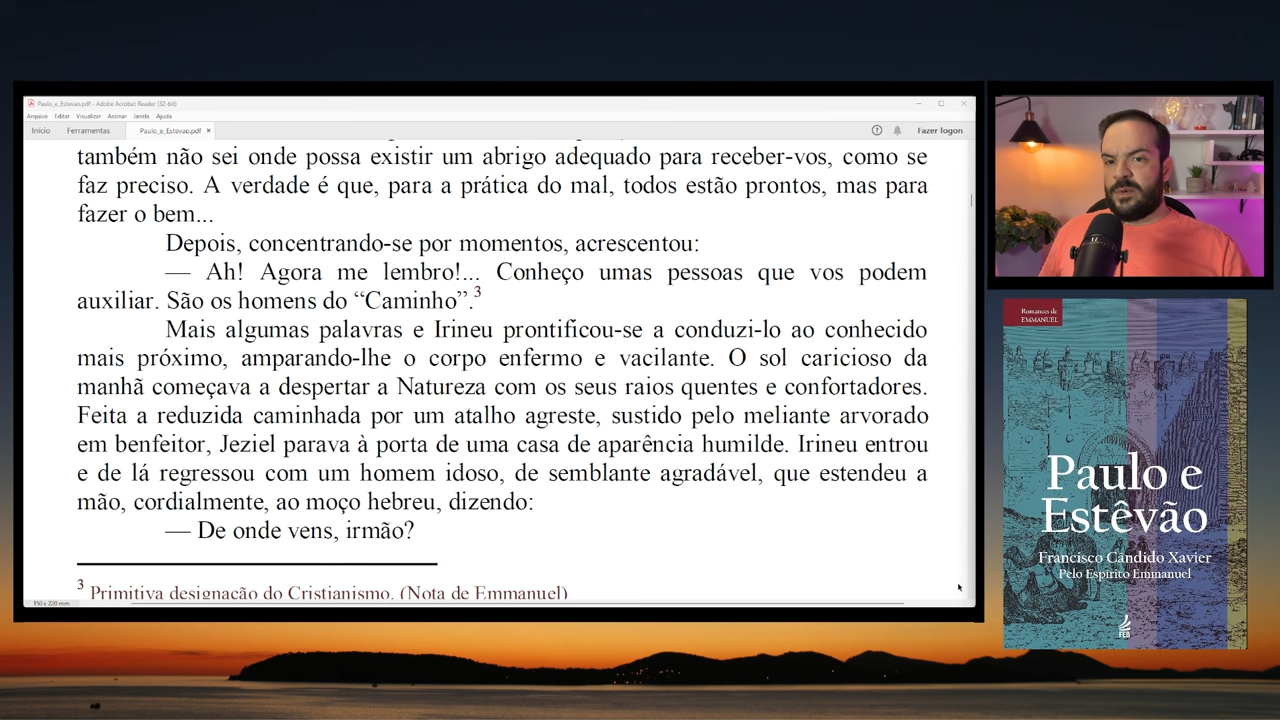 Paulo_e_Estevao.pdf - Adobe Acrobat Reader (32-bit)
Arquivo Editar Visualizar Assinar Janela Ajuda
Início Ferramentas Paulo_e_Estevao.pdf × Fazer logon
também não sei onde possa existir um abrigo adequado para receber-vos, como se
faz preciso. A verdade é que, para a prática do mal, todos estão prontos, mas para
fazer o bem...
Depois, concentrando-se por momentos, acrescentou:
— Ah! Agora me lembro!... Conheço umas pessoas que vos podem
auxiliar. São os homens do “Caminho”.3
Mais algumas palavras e Irineu prontificou-se a conduzi-lo ao conhecido
mais próximo, amparando-lhe o corpo enfermo e vacilante. O sol caricioso da
manhã começava a despertar a Natureza com os seus raios quentes e confortadores.
Feita a reduzida caminhada por um atalho agreste, sustido pelo meliante arvorado
em benfeitor, Jeziel parava à porta de uma casa de aparência humilde. Irineu entrou
e de lá regressou com um homem idoso, de semblante agradável, que estendeu a
mão, cordialmente, ao moço hebreu, dizendo:
— De onde vens, irmão?
3 Primitiva designação do Cristianismo. (Nota de Emmanuel)
150 x 220 mm
Romances de
EMMANUEL
Paulo e
Estêvão
Francisco Cândido Xavier
Pelo Espírito Emmanuel
FEB